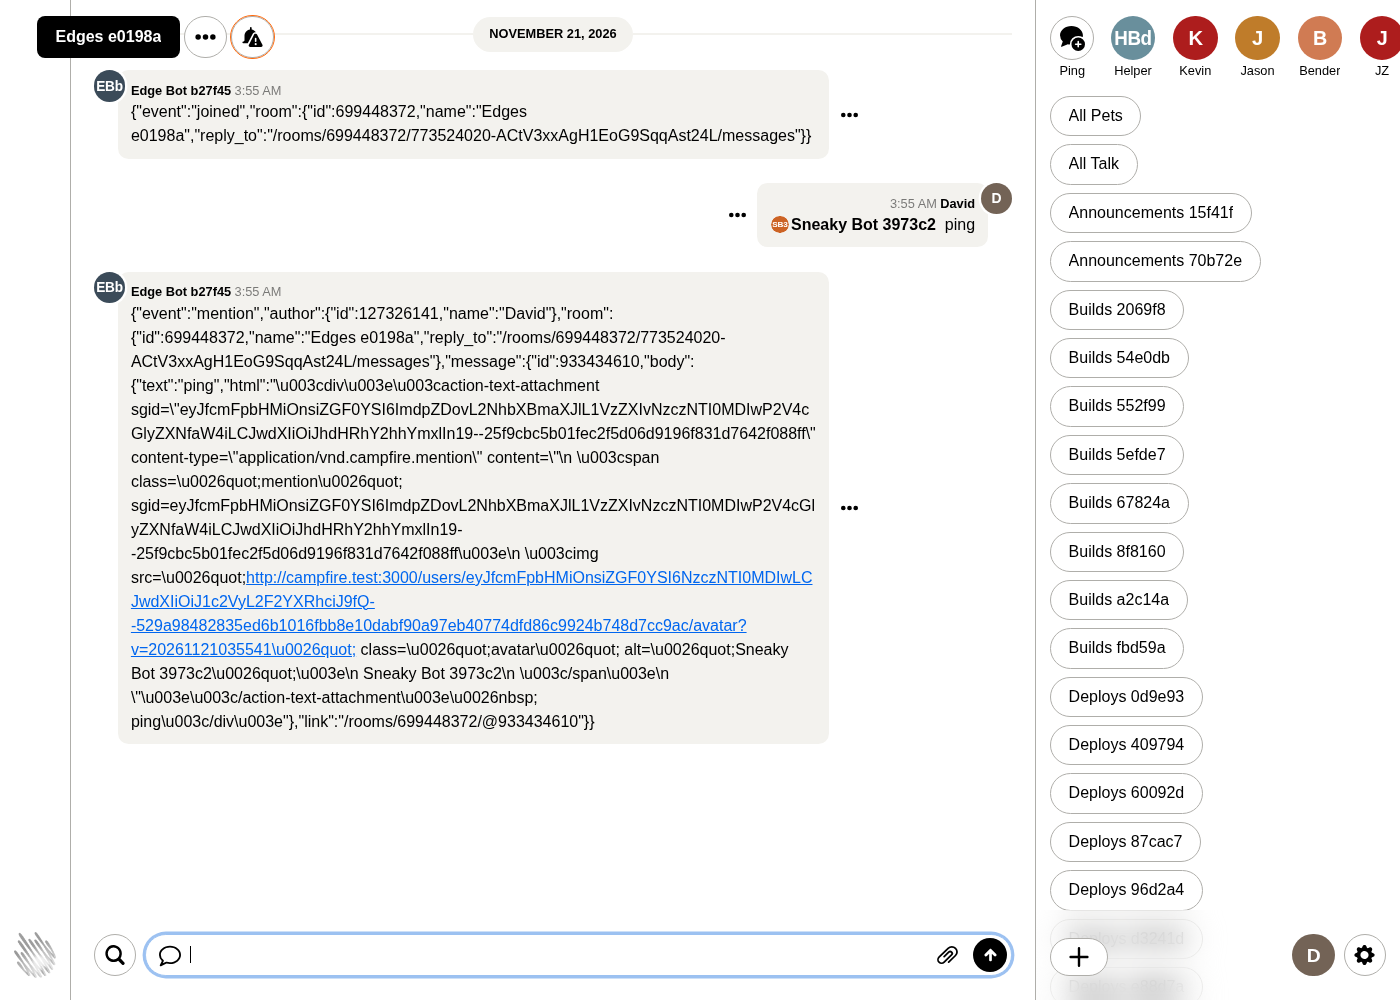 Edges e0198a
NOVEMBER 21, 2026
EBb
Edge Bot b27f45 3:55 AM
{"event":"joined","room":{"id":699448372,"name":"Edges
e0198a","reply_to":"/rooms/699448372/773524020-ACtV3xxAgH1EoG9SqqAst24L/messages"}}
3:55 AM David
D
SB3 Sneaky Bot 3973c2 ping
EBb
Edge Bot b27f45 3:55 AM
{"event":"mention","author":{"id":127326141,"name":"David"},"room":
{"id":699448372,"name":"Edges e0198a","reply_to":"/rooms/699448372/773524020-
ACtV3xxAgH1EoG9SqqAst24L/messages"},"message":{"id":933434610,"body":
{"text":"ping","html":"\u003cdiv\u003e\u003caction-text-attachment
sgid=\"eyJfcmFpbHMiOnsiZGF0YSI6ImdpZDovL2NhbXBmaXJlL1VzZXIvNzczNTI0MDIwP2V4c
GlyZXNfaW4iLCJwdXIiOiJhdHRhY2hhYmxlIn19--25f9cbc5b01fec2f5d06d9196f831d7642f088ff\"
content-type=\"application/vnd.campfire.mention\" content=\"\n \u003cspan
class=\u0026quot;mention\u0026quot;
sgid=eyJfcmFpbHMiOnsiZGF0YSI6ImdpZDovL2NhbXBmaXJlL1VzZXIvNzczNTI0MDIwP2V4cGl
yZXNfaW4iLCJwdXIiOiJhdHRhY2hhYmxlIn19-
-25f9cbc5b01fec2f5d06d9196f831d7642f088ff\u003e\n \u003cimg
src=\u0026quot;http://campfire.test:3000/users/eyJfcmFpbHMiOnsiZGF0YSI6NzczNTI0MDIwLC
JwdXIiOiJ1c2VyL2F2YXRhciJ9fQ-
-529a98482835ed6b1016fbb8e10dabf90a97eb40774dfd86c9924b748d7cc9ac/avatar?
v=20261121035541\u0026quot; class=\u0026quot;avatar\u0026quot; alt=\u0026quot;Sneaky
Bot 3973c2\u0026quot;\u003e\n Sneaky Bot 3973c2\n \u003c/span\u003e\n
\"\u003e\u003c/action-text-attachment\u003e\u0026nbsp;
ping\u003c/div\u003e"},"link":"/rooms/699448372/@933434610"}}
HBd K J B J
Ping Helper Kevin Jason Bender JZ
All Pets
All Talk
Announcements 15f41f
Announcements 70b72e
Builds 2069f8
Builds 54e0db
Builds 552f99
Builds 5efde7
Builds 67824a
Builds 8f8160
Builds a2c14a
Builds fbd59a
Deploys 0d9e93
Deploys 409794
Deploys 60092d
Deploys 87cac7
Deploys 96d2a4
Deploys d3241d
D